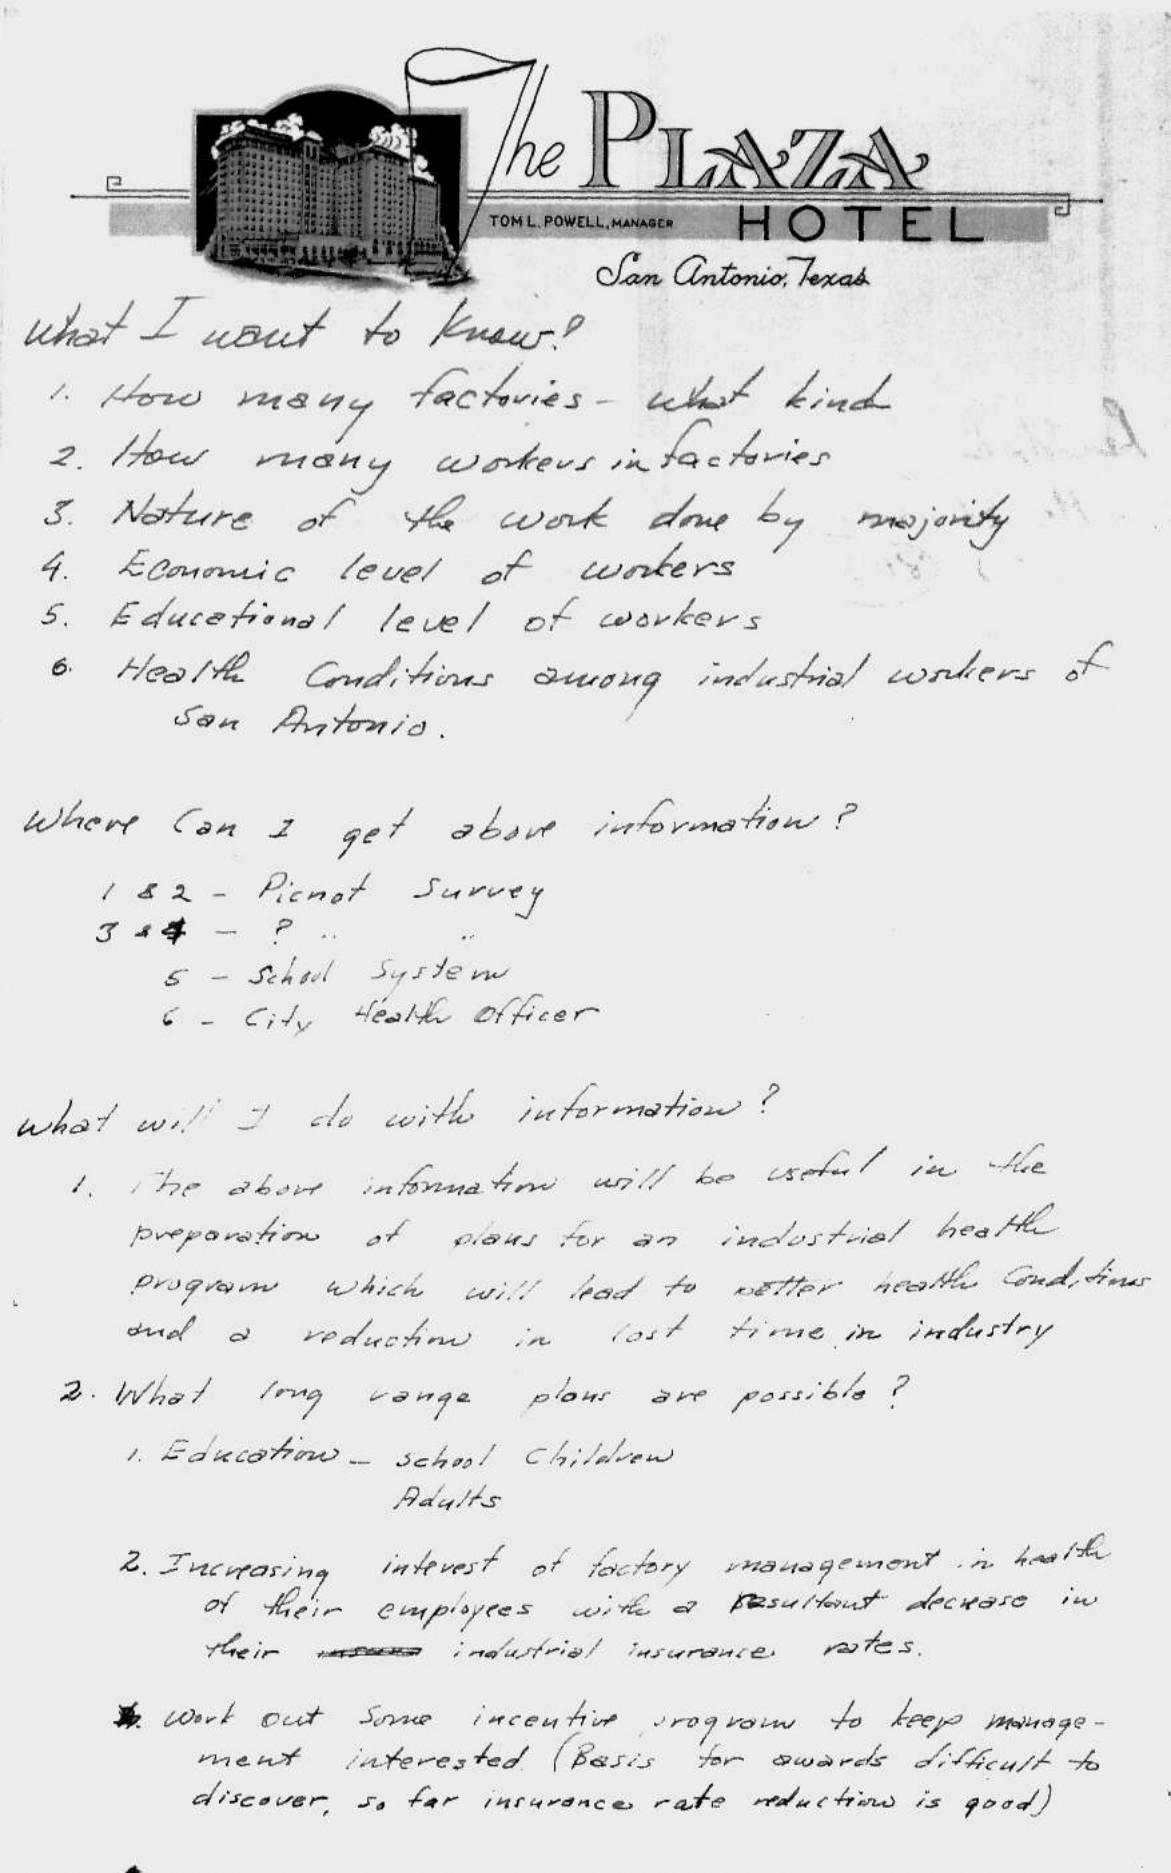 The PLAZA
HOTEL
TOM L. POWELL, MANAGER
San Antonio, Texas
What I want to Know?
1. How many factories - what kind
2. How many workers in factories
3. Nature of the work done by majority
4. Economic level of workers
5. Educational level of workers
6. Health Conditions among industrial workers of
San Antonio.
Where Can I get above information?
1 & 2 - Picnot Survey
3 & 4 - ? " "
5 - School System
6 - City Health Officer
What will I do with information?
1. The above information will be useful in the
preparation of plans for an industrial health
program which will lead to better health Conditions
and a reduction in lost time in industry
2. What long range plans are possible?
1. Education - School Children
Adults
2. Increasing interest of factory management in health
of their employees with a resultant decrease in
their industrial insurance rates.
Work out Some incentive program to keep manage-
ment interested (Basis for awards difficult to
discover, so far insurance rate reduction is good)